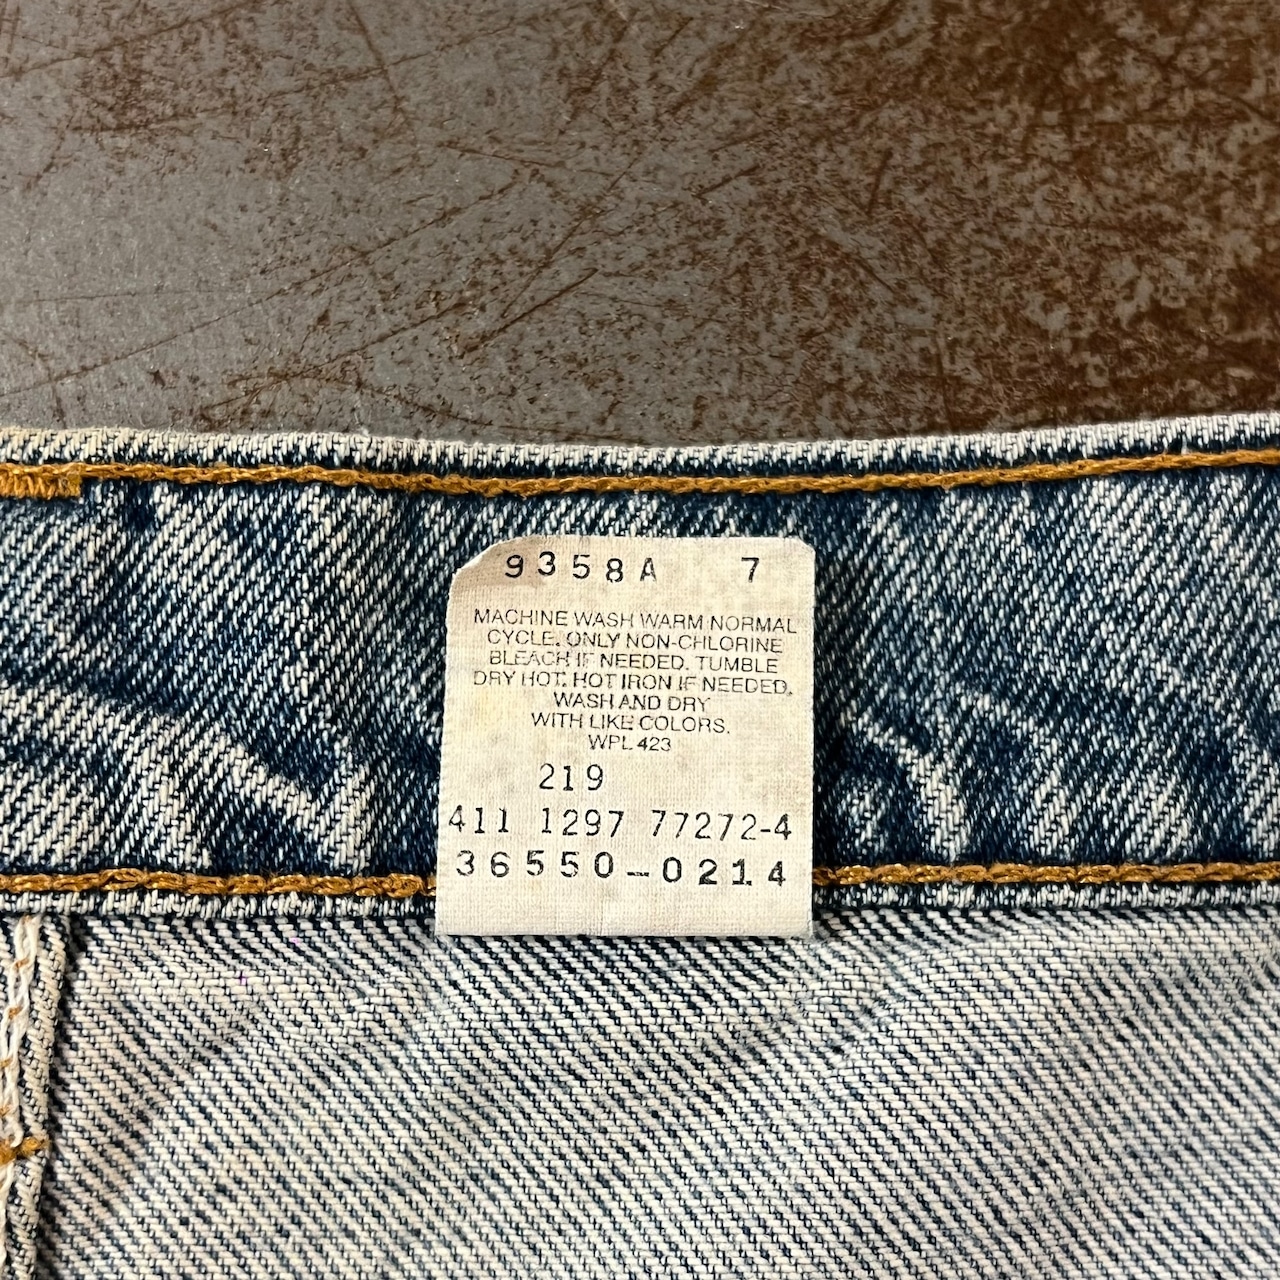 9358A 7
MACHINE WASH WARM NORMAL
CYCLE. ONLY NON-CHLORINE
BLEACH IF NEEDED. TUMBLE
DRY HOT. HOT IRON IF NEEDED.
WASH AND DRY
WITH LIKE COLORS.
WPL 423
219
411 1297 77272-4
36550-0214